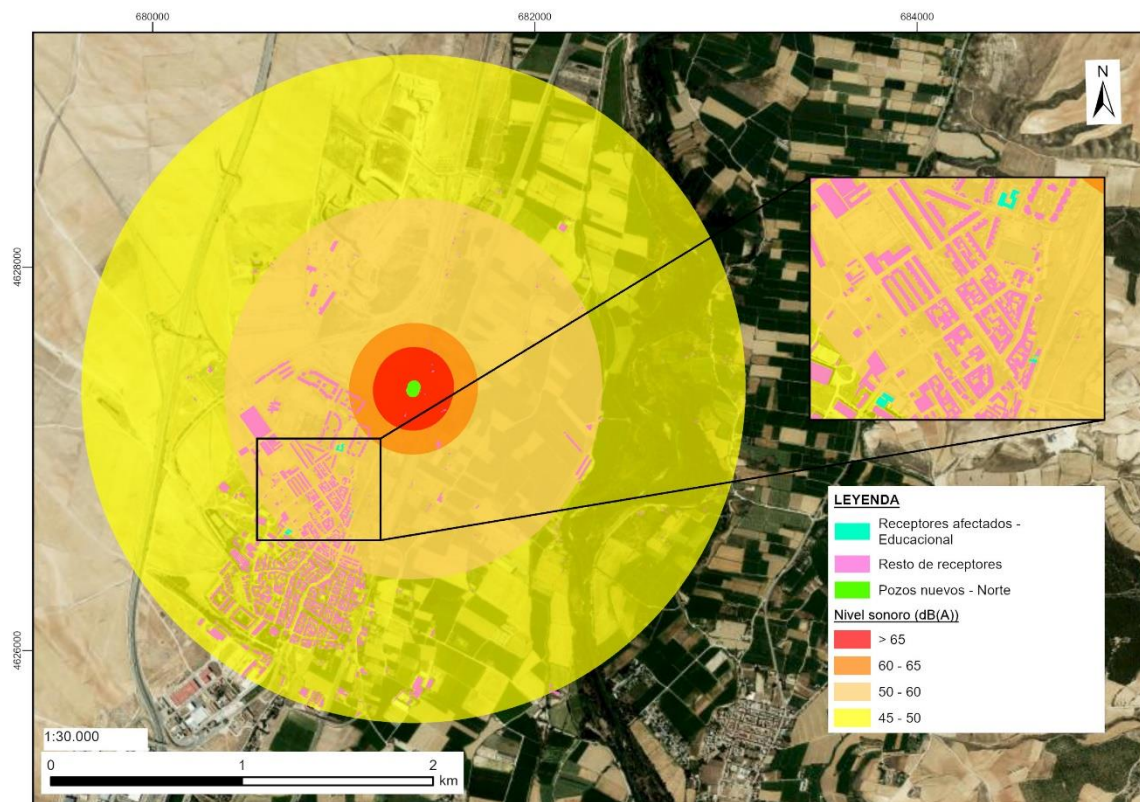 680000
682000
684000
N
4628000
4626000
LEYENDA
Receptores afectados -
Educacional
Resto de receptores
Pozos nuevos - Norte
Nivel sonoro (dB(A))
> 65
60 - 65
50 - 60
45 - 50
1:30.000
0 1 2
km